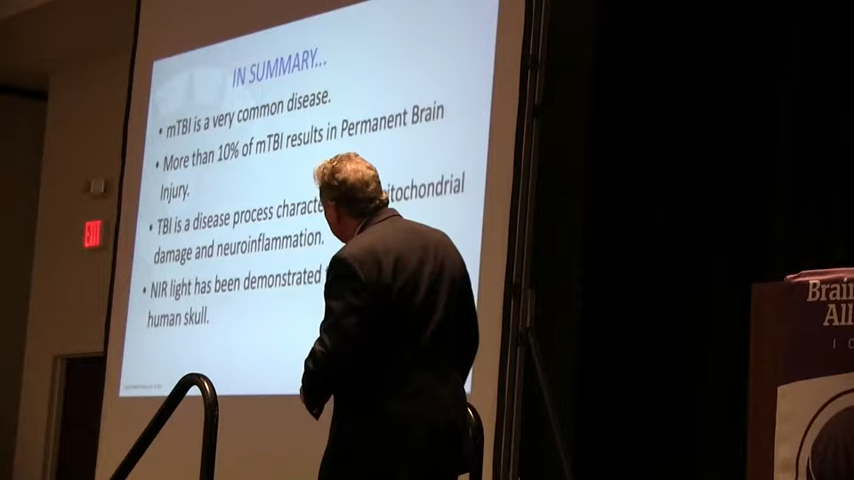 IN SUMMARY...
• mTBI is a very common disease.
• More than 10% of mTBI results in Permanent Brain
Injury.
• TBI is a disease process characte itochondrial
damage and neuroinflammation.
• NIR light has been demonstrated
human skull.
EXIT
Brain
All